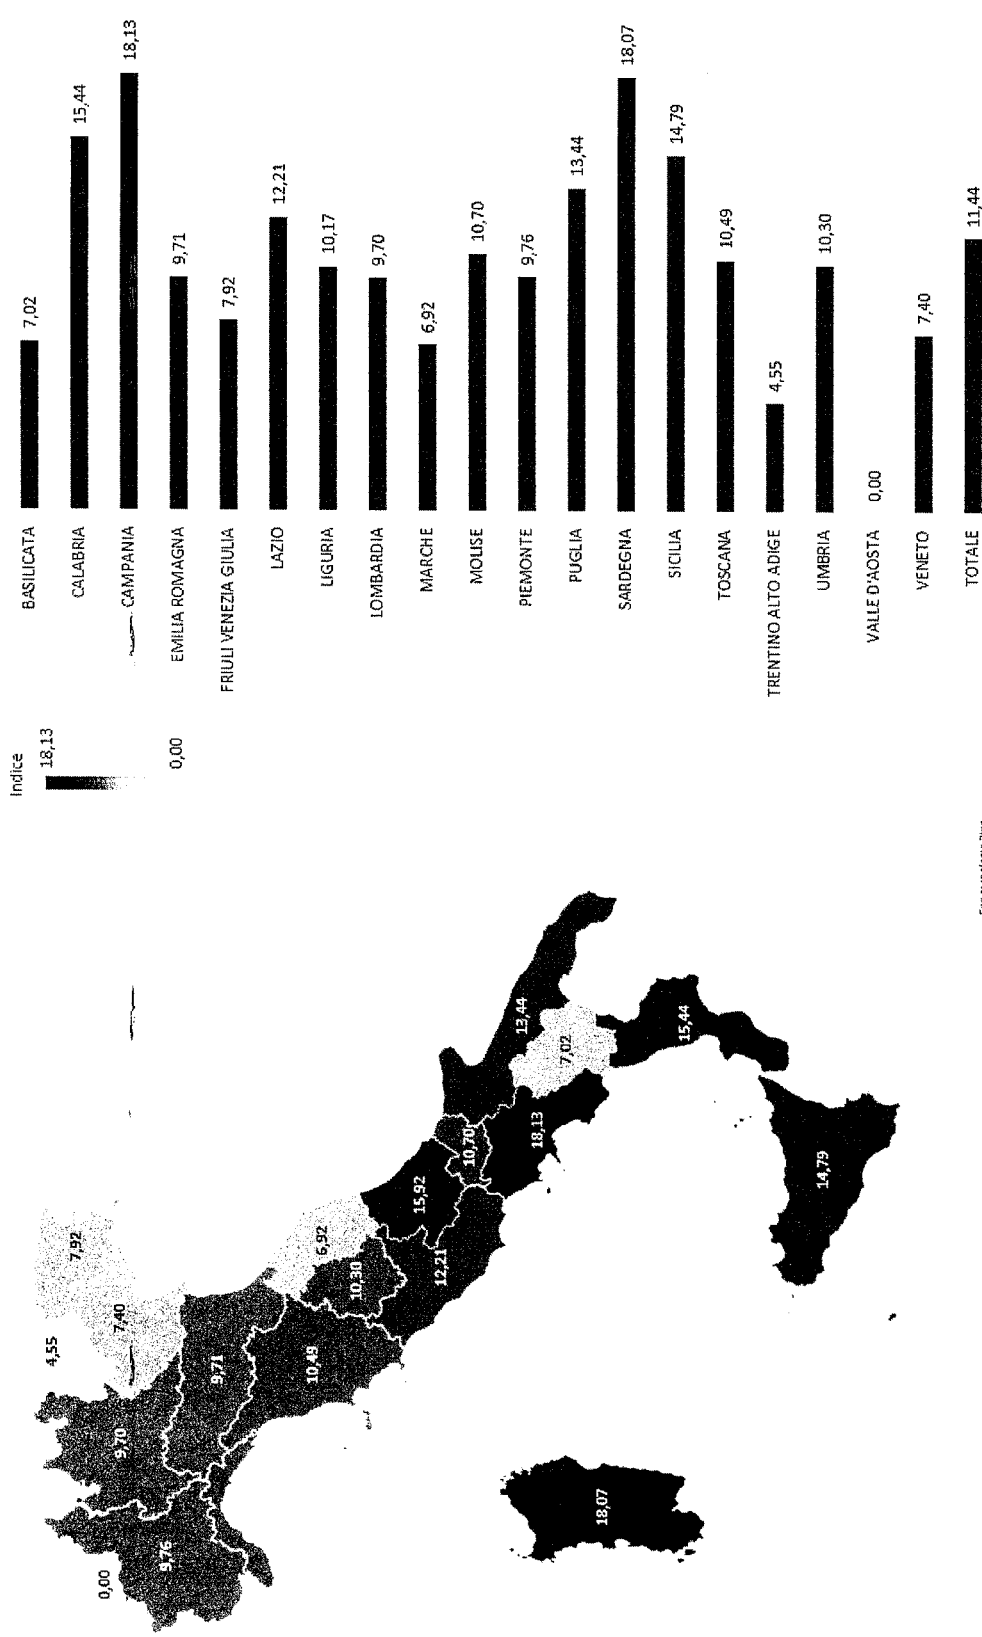 Indice
18,13
0,00
BASILICATA 7,02
CALABRIA 15,44
CAMPANIA 18,13
EMILIA ROMAGNA 9,71
FRIULI VENEZIA GIULIA 7,92
LAZIO 12,21
LIGURIA 10,17
LOMBARDIA 9,70
MARCHE 6,92
MOLISE 10,70
PIEMONTE 9,76
PUGLIA 13,44
SARDEGNA 18,07
SICILIA 14,79
TOSCANA 10,49
TRENTINO ALTO ADIGE 4,55
UMBRIA 10,30
VALLE D'AOSTA 0,00
VENETO 7,40
TOTALE 11,44
4,55
7,92
0,00
9,70
7,40
9,76
9,71
10,49
6,92
10,30
15,92
12,21
10,70
13,44
18,13
7,02
18,07
15,44
14,79